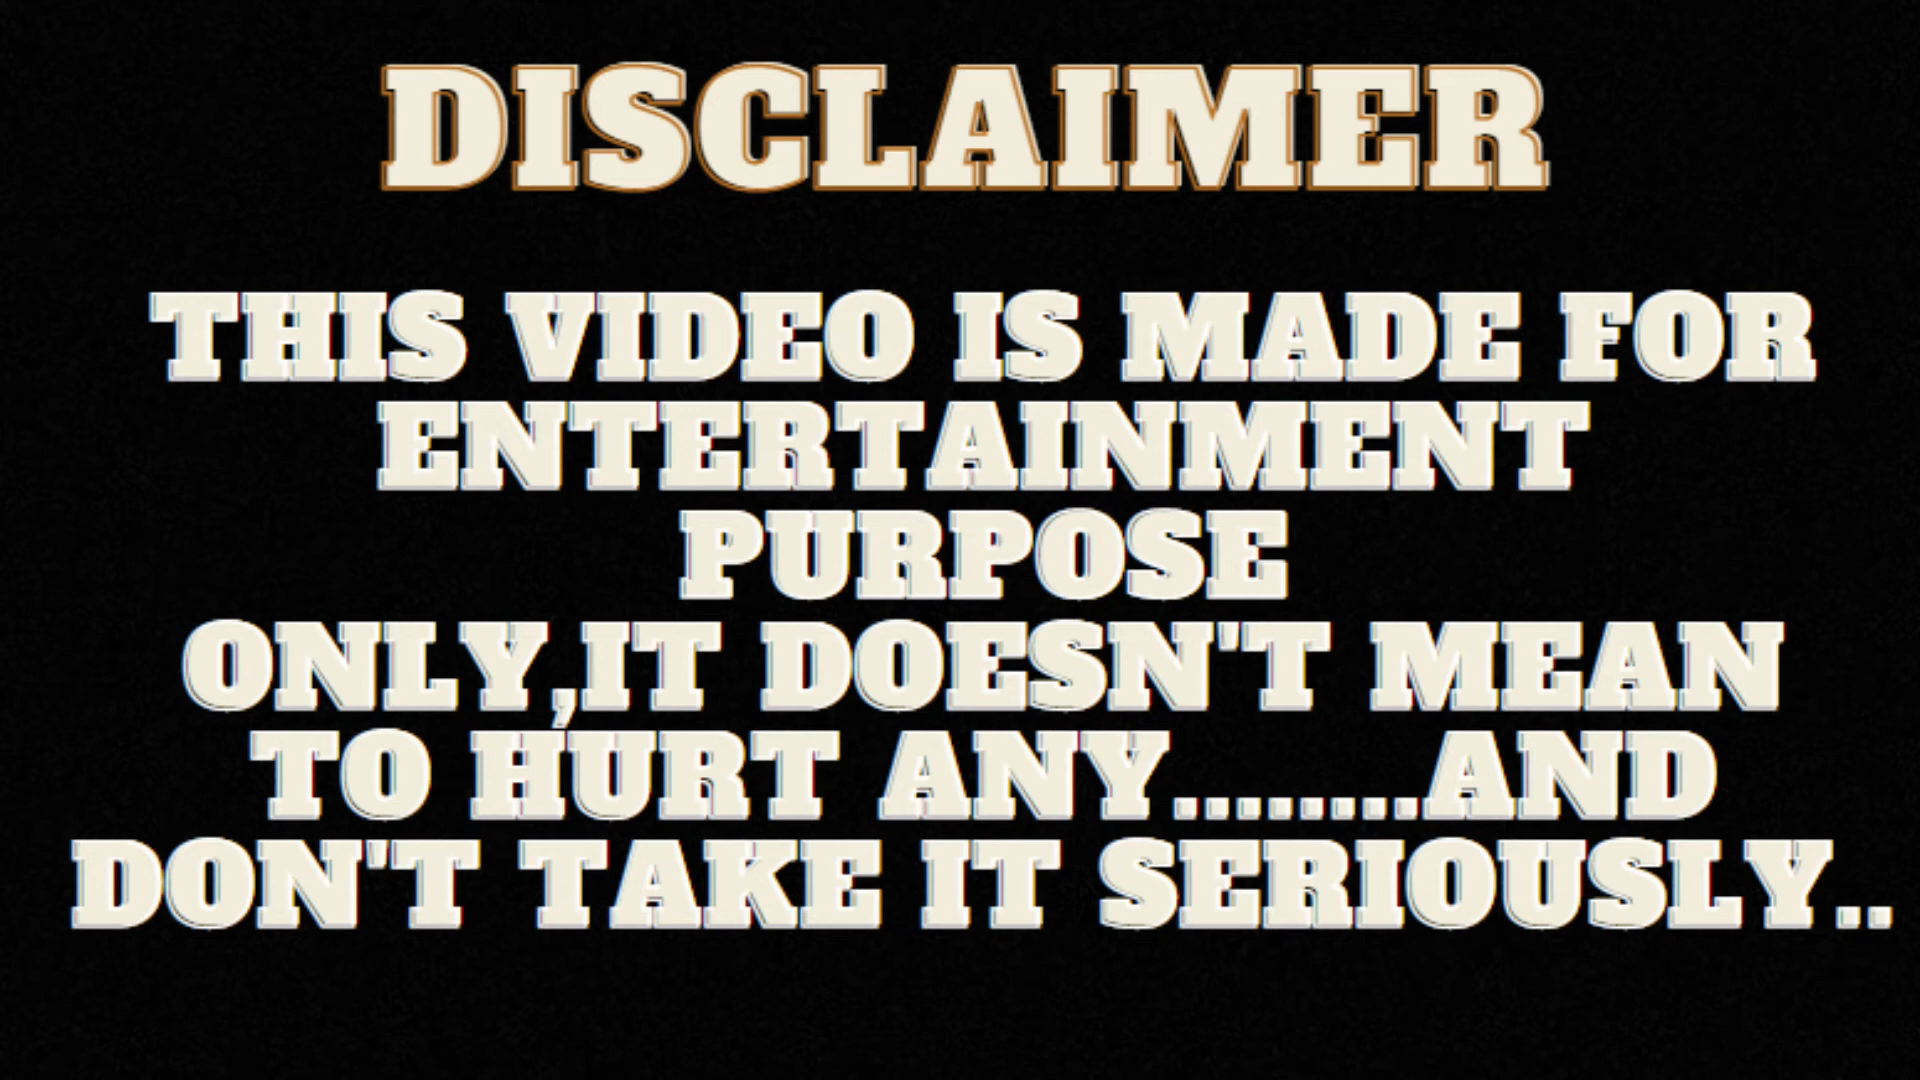 DISCLAIMER
THIS VIDEO IS MADE FOR
ENTERTAINMENT
PURPOSE
ONLY,IT DOESN'T MEAN
TO HURT ANY........AND
DON'T TAKE IT SERIOUSLY..